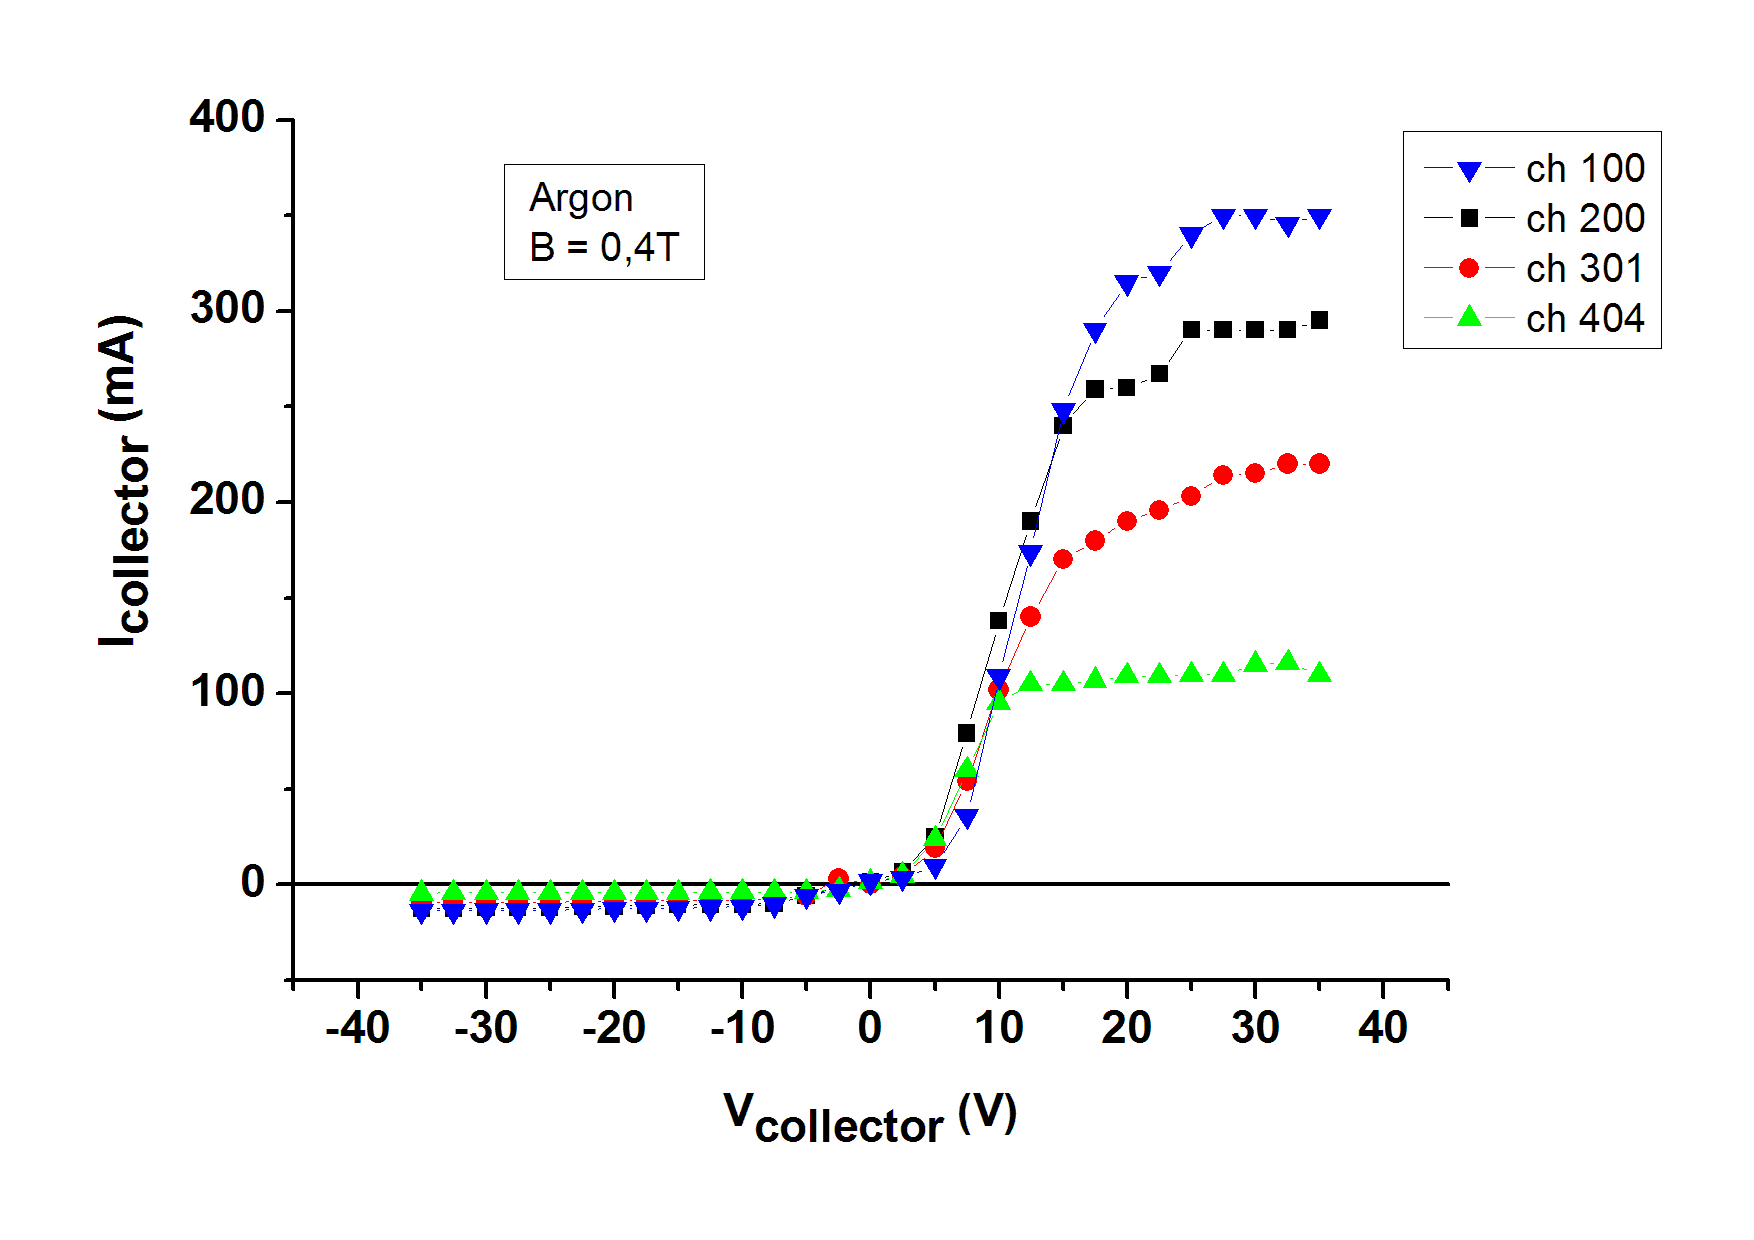 400
300
200
100
0
-40 -30 -20 -10 0 10 20 30 40
Icollector (mA)
Vcollector (V)
Argon
B = 0,4T
ch 100
ch 200
ch 301
ch 404